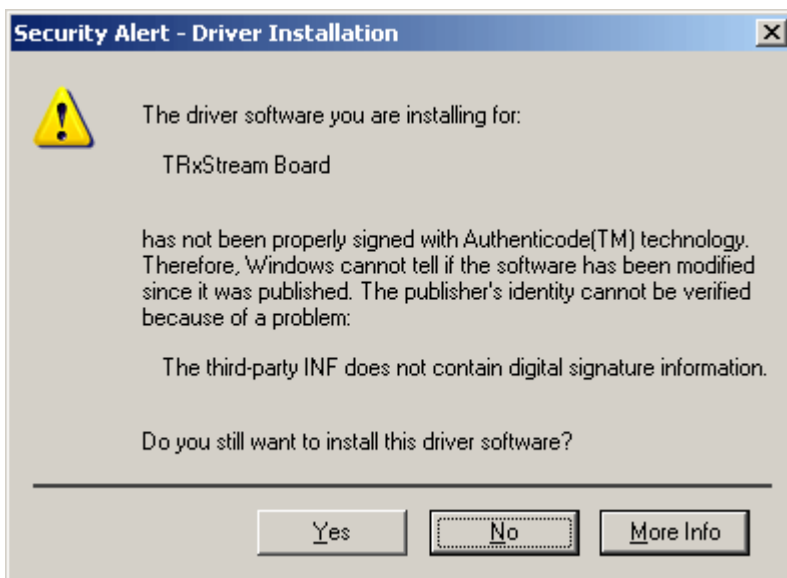 Security Alert - Driver Installation
The driver software you are installing for:
TRxStream Board
has not been properly signed with Authenticode(TM) technology.
Therefore, Windows cannot tell if the software has been modified
since it was published. The publisher's identity cannot be verified
because of a problem:
The third-party INF does not contain digital signature information.
Do you still want to install this driver software?
Yes No More Info